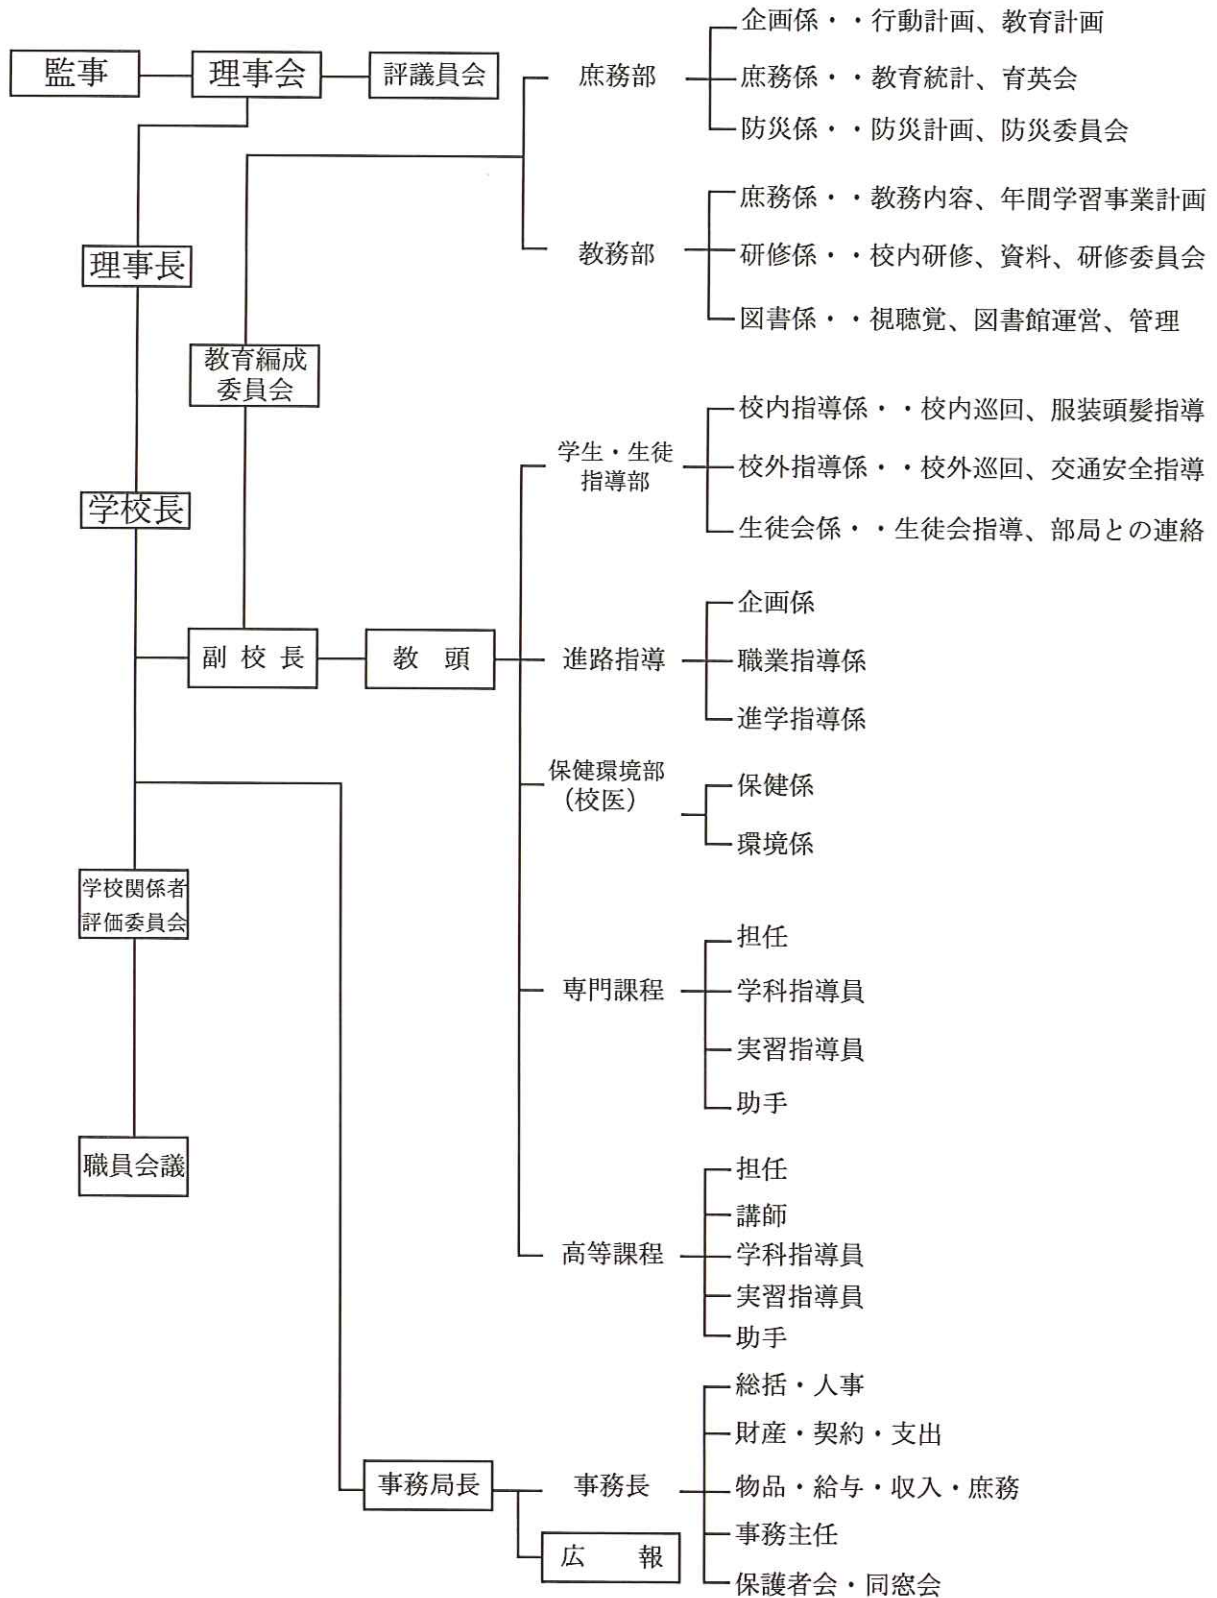 監事
理事会
評議員会
理事長
学校長
教育編成
委員会
副校長
教頭
学校関係者
評価委員会
職員会議
庶務部
企画係・・行動計画、教育計画
庶務係・・教育統計、育英会
防災係・・防災計画、防災委員会
教務部
庶務係・・教務内容、年間学習事業計画
研修係・・校内研修、資料、研修委員会
図書係・・視聴覚、図書館運営、管理
学生・生徒
指導部
校内指導係・・校内巡回、服装頭髪指導
校外指導係・・校外巡回、交通安全指導
生徒会係・・生徒会指導、部局との連絡
進路指導
企画係
職業指導係
進学指導係
保健環境部
（校医）
保健係
環境係
専門課程
担任
学科指導員
実習指導員
助手
高等課程
担任
講師
学科指導員
実習指導員
助手
事務局長
事務長
広報
総括・人事
財産・契約・支出
物品・給与・収入・庶務
事務主任
保護者会・同窓会